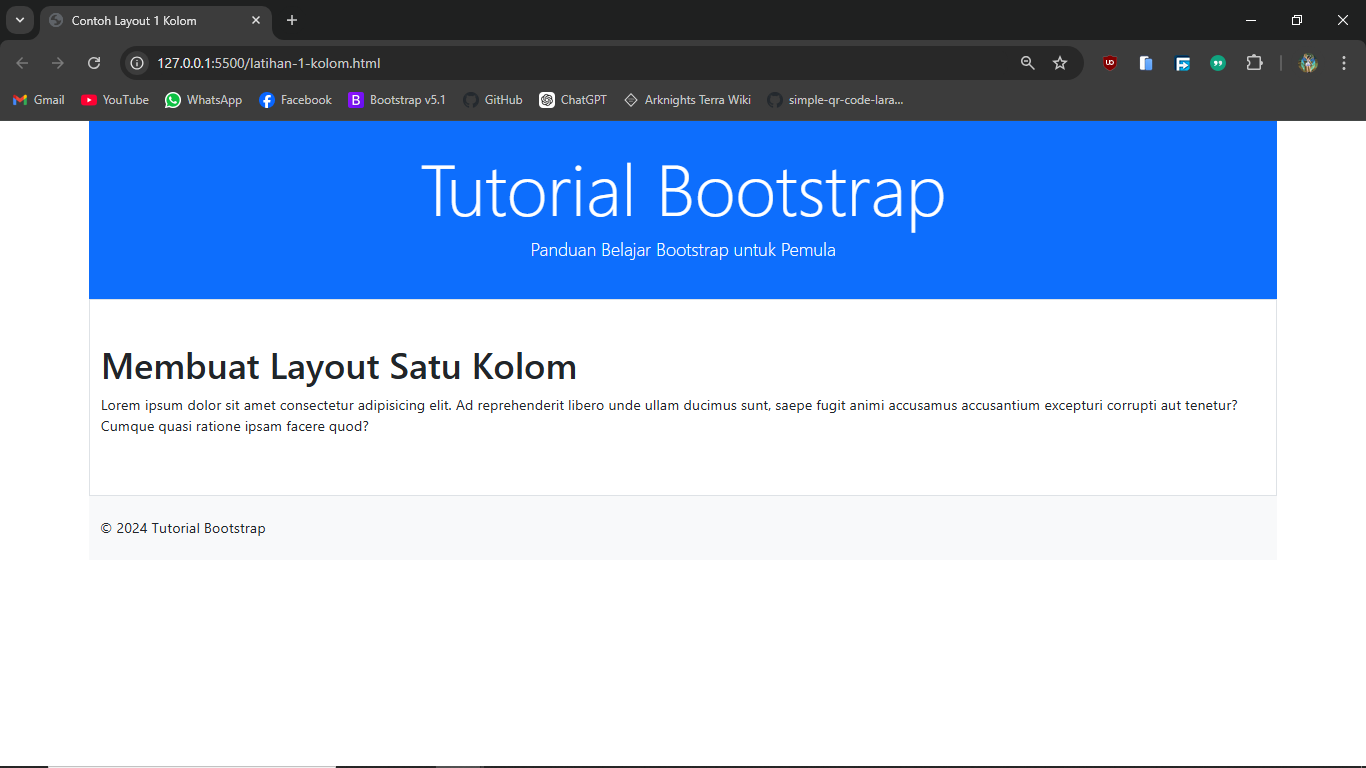 Contoh Layout 1 Kolom
127.0.0.1:5500/latihan-1-kolom.html
Gmail
YouTube
WhatsApp
Facebook
B
Bootstrap v5.1
GitHub
ChatGPT
Arknights Terra Wiki
simple-qr-code-lara...
Tutorial Bootstrap
Panduan Belajar Bootstrap untuk Pemula
Membuat Layout Satu Kolom
Lorem ipsum dolor sit amet consectetur adipisicing elit. Ad reprehenderit libero unde ullam ducimus sunt, saepe fugit animi accusamus accusantium excepturi corrupti aut tenetur?
Cumque quasi ratione ipsam facere quod?
© 2024 Tutorial Bootstrap